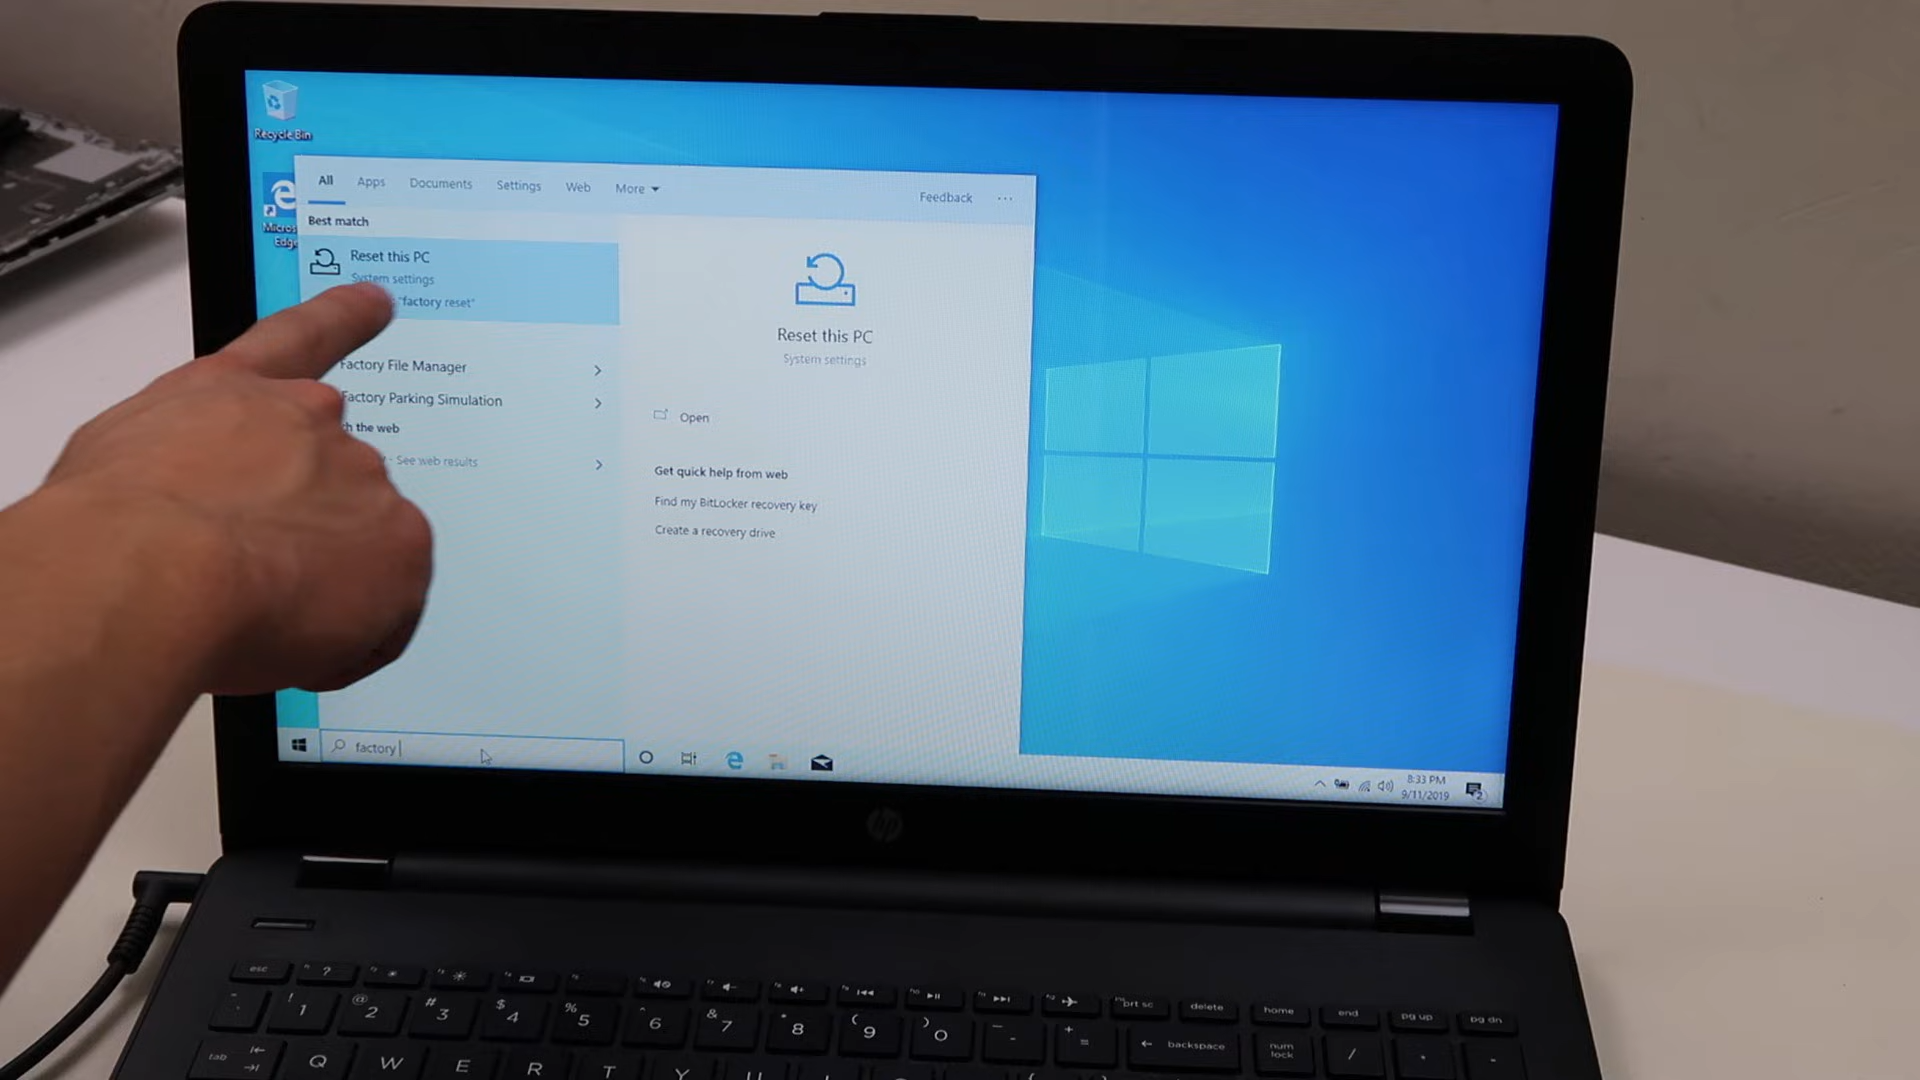 Recycle Bin
All Apps Documents Settings Web More Feedback ...
Micros
Edge
Best match
Reset this PC
System settings
"factory reset"
Factory File Manager
Factory Parking Simulation
h the web
- See web results
Reset this PC
System settings
Open
Get quick help from web
Find my BitLocker recovery key
Create a recovery drive
factory
8:33 PM
9/11/2019
2
hp
esc ?
prt sc delete home end pg up pg dn
! 1 @ 2 # 3 $ 4 % 5 ^ 6 & 7 * 8 ( 9 ) 0 _ - + = ← backspace num lock / * -
tab Q W E R T Y U